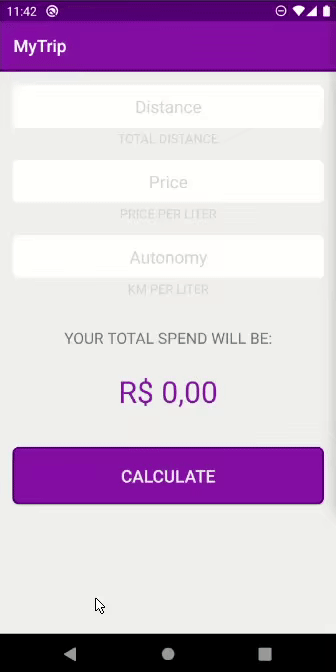 11:42
MyTrip
Distance
TOTAL DISTANCE
Price
PRICE PER LITER
Autonomy
KM PER LITER
YOUR TOTAL SPEND WILL BE:
R$ 0,00
CALCULATE